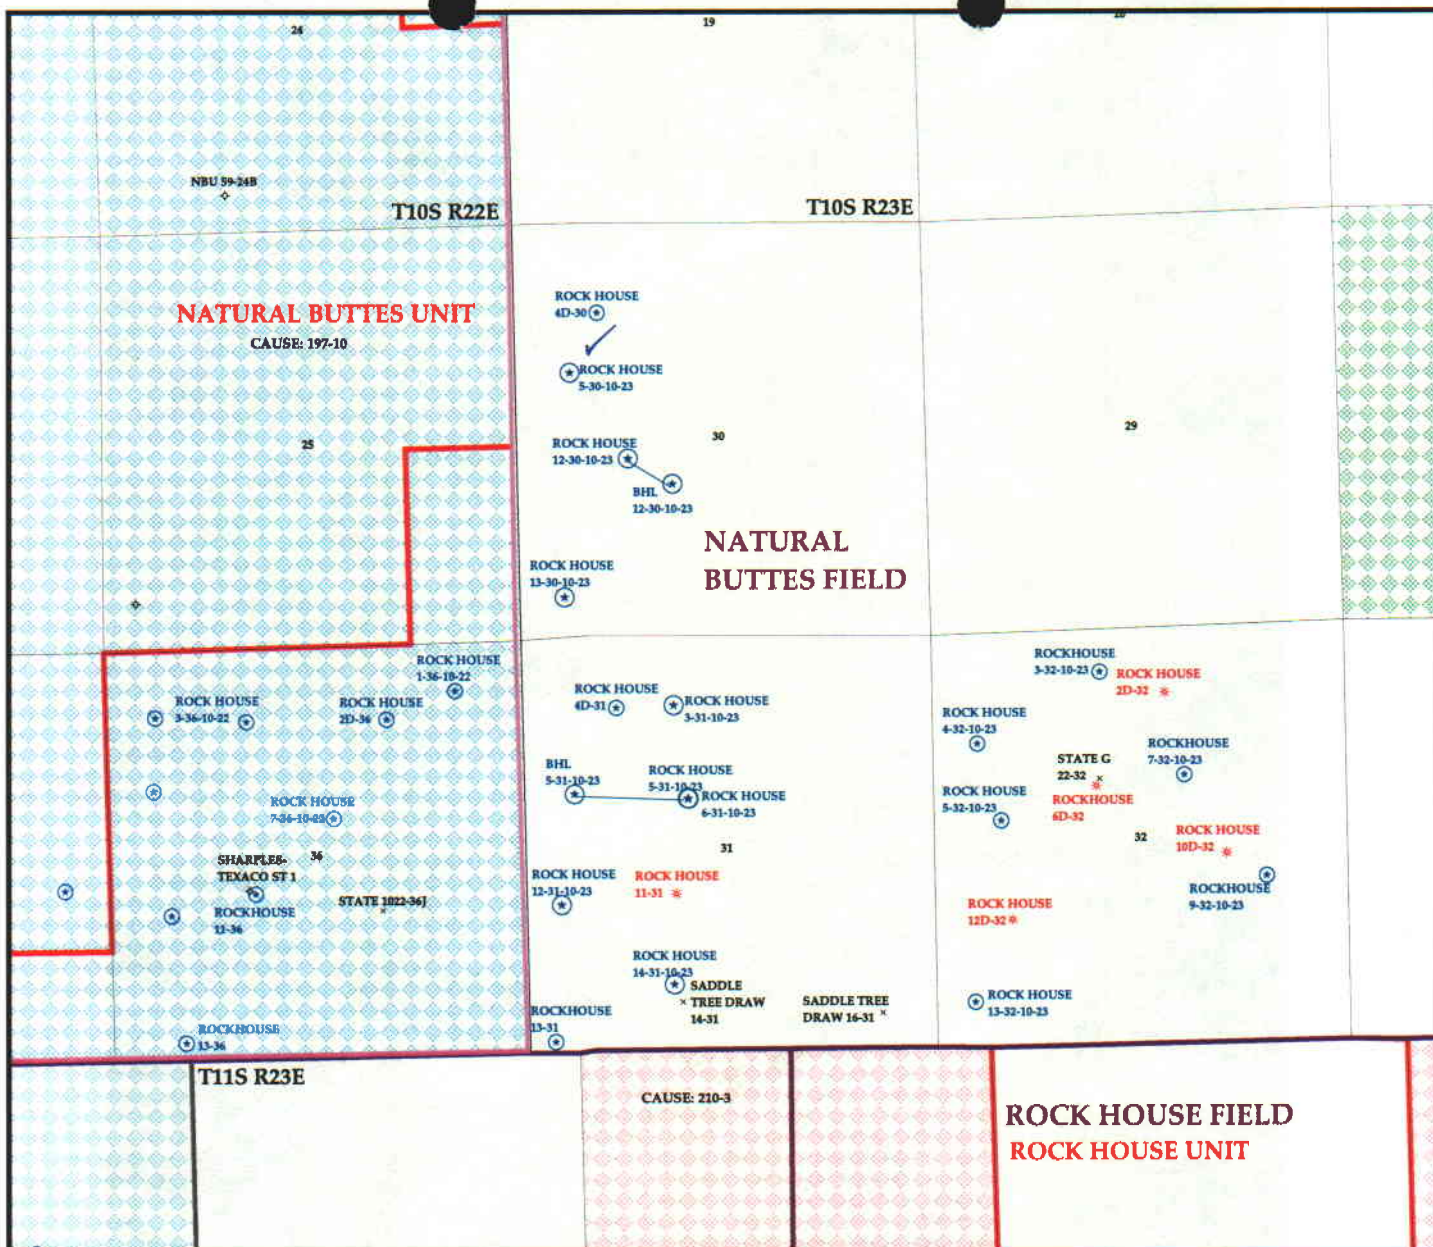 24
19
20
NBU 59-24B
T10S R22E
T10S R23E
NATURAL BUTTES UNIT
CAUSE: 197-10
25
ROCK HOUSE
4D-30
ROCK HOUSE
5-30-10-23
30
29
ROCK HOUSE
12-30-10-23
BHL
12-30-10-23
NATURAL
BUTTES FIELD
ROCK HOUSE
13-30-10-23
ROCK HOUSE
1-36-10-22
ROCK HOUSE
3-36-10-22
ROCK HOUSE
2D-36
ROCK HOUSE
7-36-10-22
SHARPLES-
TEXACO ST 1
36
STATE 1022-36J
ROCKHOUSE
11-36
ROCKHOUSE
13-36
ROCK HOUSE
4D-31
ROCK HOUSE
3-31-10-23
BHL
5-31-10-23
ROCK HOUSE
5-31-10-23
ROCK HOUSE
6-31-10-23
31
ROCK HOUSE
12-31-10-23
ROCK HOUSE
11-31
ROCK HOUSE
14-31-10-23
SADDLE
TREE DRAW
14-31
SADDLE TREE
DRAW 16-31
ROCKHOUSE
13-31
ROCKHOUSE
3-32-10-23
ROCK HOUSE
2D-32
ROCK HOUSE
4-32-10-23
ROCKHOUSE
7-32-10-23
STATE G
22-32
ROCK HOUSE
5-32-10-23
ROCKHOUSE
6D-32
32
ROCK HOUSE
10D-32
ROCKHOUSE
9-32-10-23
ROCK HOUSE
12D-32
ROCK HOUSE
13-32-10-23
T11S R23E
CAUSE: 210-3
ROCK HOUSE FIELD
ROCK HOUSE UNIT